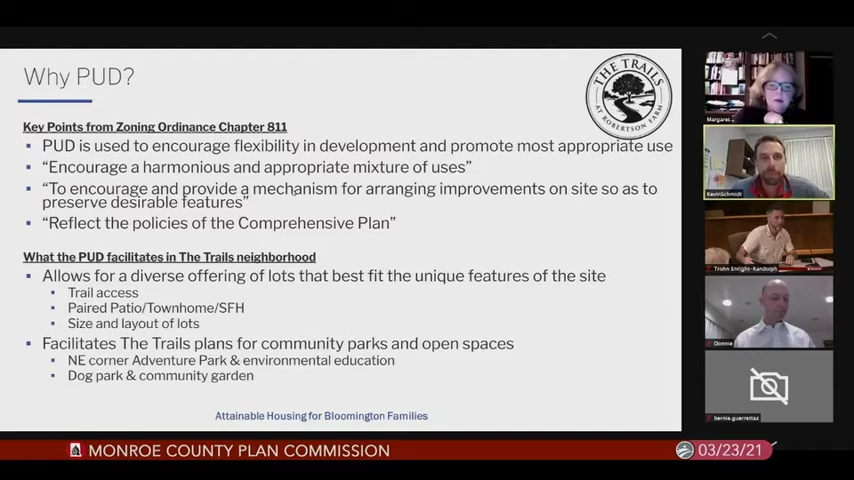 Why PUD?
THE TRAILS
AT ROBERTSON FARM
Key Points from Zoning Ordinance Chapter 811
▪ PUD is used to encourage flexibility in development and promote most appropriate use
▪ “Encourage a harmonious and appropriate mixture of uses”
▪ “To encourage and provide a mechanism for arranging improvements on site so as to
preserve desirable features”
▪ “Reflect the policies of the Comprehensive Plan”
What the PUD facilitates in The Trails neighborhood
▪ Allows for a diverse offering of lots that best fit the unique features of the site
▪ Trail access
▪ Paired Patio/Townhome/SFH
▪ Size and layout of lots
▪ Facilitates The Trails plans for community parks and open spaces
▪ NE corner Adventure Park & environmental education
▪ Dog park & community garden
Attainable Housing for Bloomington Families
Margaret
KevinSchmidt
Trohn Enright-Randolph
Donnie
bernie.guerrettaz
MONROE COUNTY PLAN COMMISSION
03/23/21